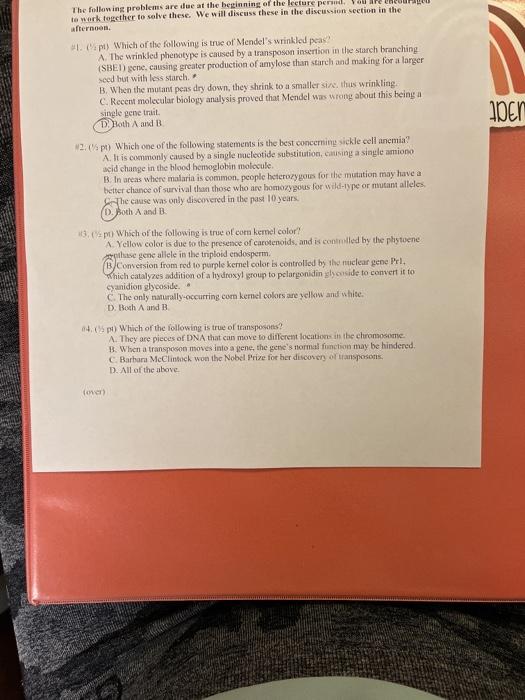 The following problems are due at the beginning of the lecture period. You are encouraged
to work together to solve these. We will discuss these in the discussion section in the
afternoon.
#1. (½ pt) Which of the following is true of Mendel's wrinkled peas?
A. The wrinkled phenotype is caused by a transposon insertion in the starch branching
(SBE1) gene, causing greater production of amylose than starch and making for a larger
seed but with less starch.
B. When the mutant peas dry down, they shrink to a smaller size, thus wrinkling.
C. Recent molecular biology analysis proved that Mendel was wrong about this being a
single gene trait.
D. Both A and B.
#2. (½ pt) Which one of the following statements is the best concerning sickle cell anemia?
A. It is commonly caused by a single nucleotide substitution, causing a single amiono
acid change in the blood hemoglobin molecule.
B. In areas where malaria is common, people heterozygous for the mutation may have a
better chance of survival than those who are homozygous for wild-type or mutant alleles.
C. The cause was only discovered in the past 10 years.
D. Both A and B.
#3. (½ pt) Which of the following is true of corn kernel color?
A. Yellow color is due to the presence of carotenoids, and is controlled by the phytoene
synthase gene allele in the triploid endosperm.
B. Conversion from red to purple kernel color is controlled by the nuclear gene Pr1,
which catalyzes addition of a hydroxyl group to pelargonidin glycoside to convert it to
cyanidion glycoside.
C. The only naturally-occurring corn kernel colors are yellow and white.
D. Both A and B.
#4. (½ pt) Which of the following is true of transposons?
A. They are pieces of DNA that can move to different locations in the chromosome.
B. When a transposon moves into a gene, the gene's normal function may be hindered.
C. Barbara McClintock won the Nobel Prize for her discovery of transposons.
D. All of the above.
(over)